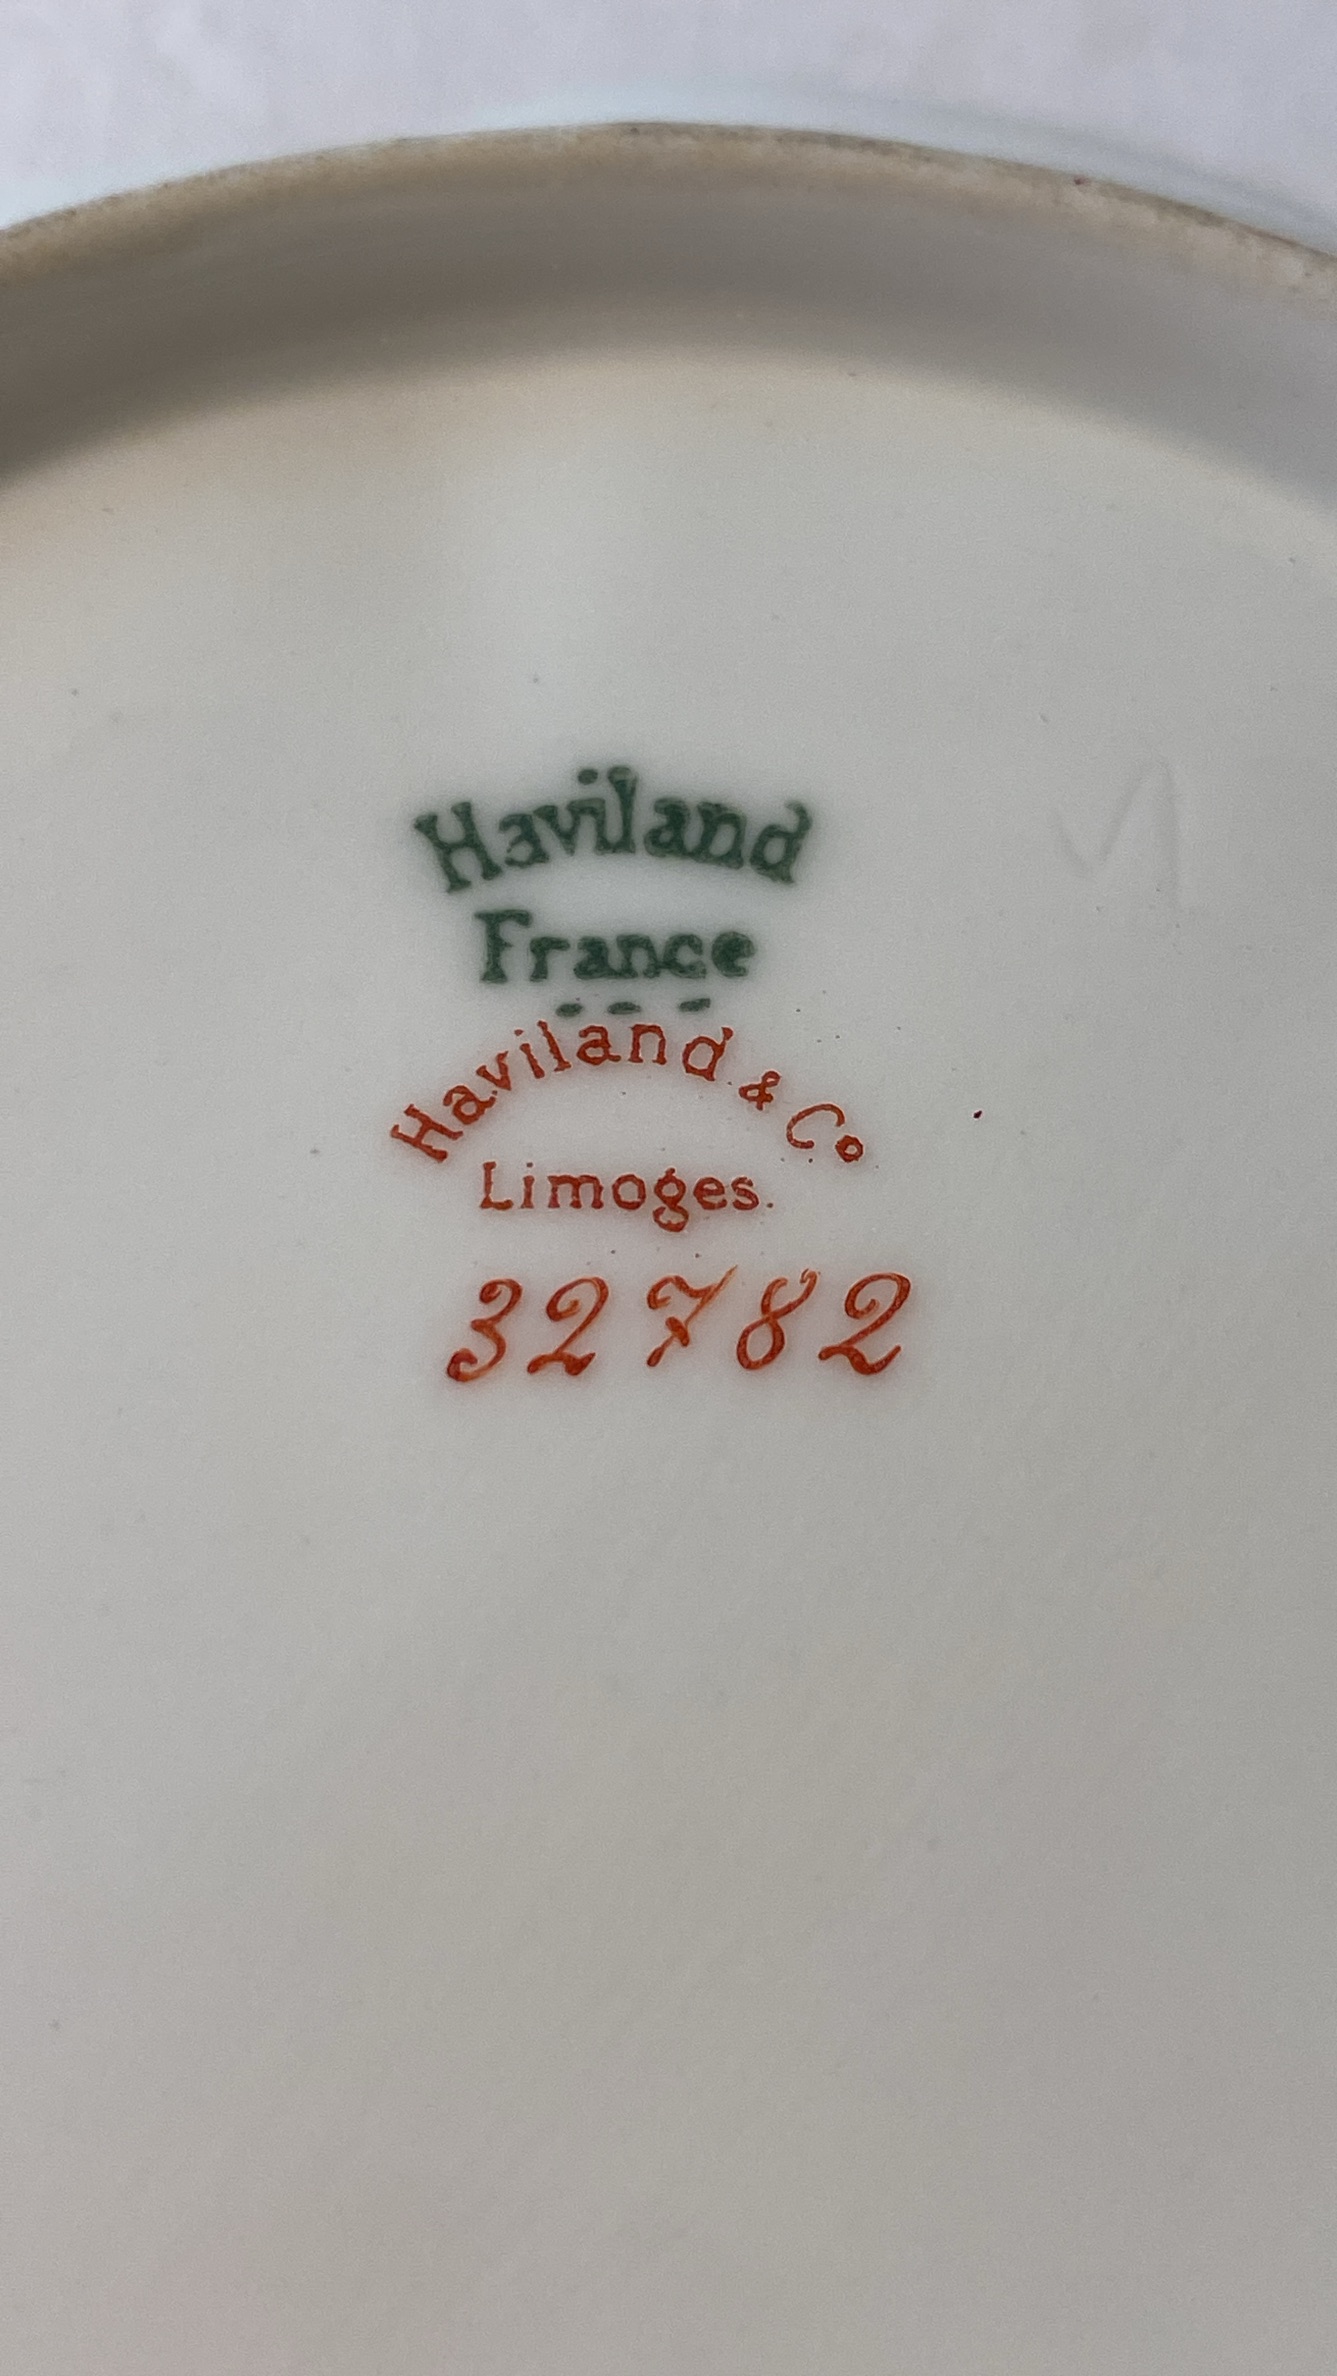 Haviland
France
Haviland & Co
Limoges.
32782
N